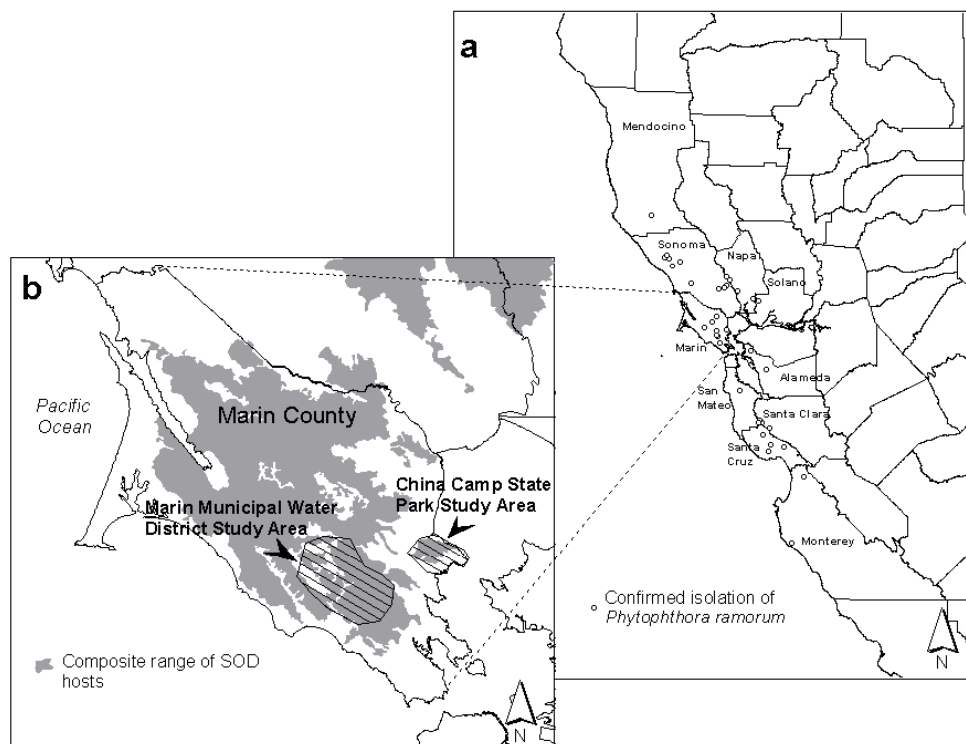 a
Mendocino
Sonoma
Napa
Solano
Marin
Alameda
San
Mateo
Santa Clara
Santa
Cruz
Monterey
Confirmed isolation of
Phytophthora ramorum
N
b
Pacific
Ocean
Marin County
China Camp State
Park Study Area
Marin Municipal Water
District Study Area
Composite range of SOD
hosts
N